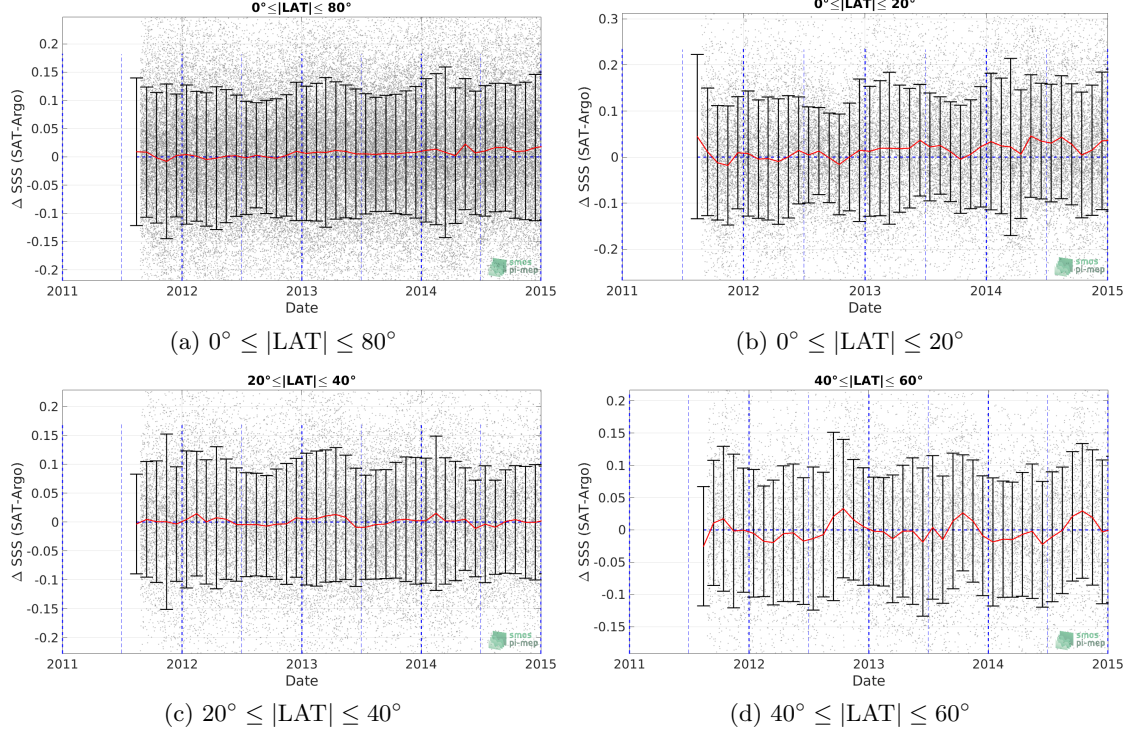 0°≤|LAT|≤ 80°
Δ SSS (SAT-Argo)
0.2
0.15
0.1
0.05
0
-0.05
-0.1
-0.15
-0.2
2011 2012 2013 2014 2015
Date
smos
pi-mep
(a) 0° ≤ |LAT| ≤ 80°
0°≤|LAT|≤ 20°
Δ SSS (SAT-Argo)
0.3
0.2
0.1
0
-0.1
-0.2
2011 2012 2013 2014 2015
Date
smos
pi-mep
(b) 0° ≤ |LAT| ≤ 20°
20°≤|LAT|≤ 40°
Δ SSS (SAT-Argo)
0.2
0.15
0.1
0.05
0
-0.05
-0.1
-0.15
-0.2
2011 2012 2013 2014 2015
Date
smos
pi-mep
(c) 20° ≤ |LAT| ≤ 40°
40°≤|LAT|≤ 60°
Δ SSS (SAT-Argo)
0.2
0.15
0.1
0.05
0
-0.05
-0.1
-0.15
2011 2012 2013 2014 2015
Date
smos
pi-mep
(d) 40° ≤ |LAT| ≤ 60°